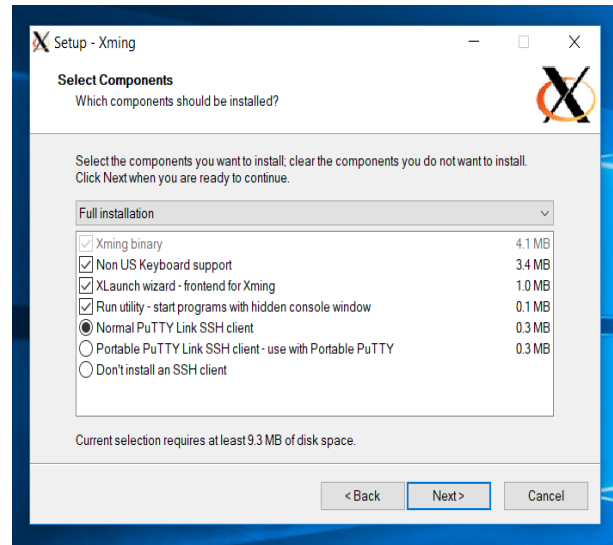 Setup - Xming
Select Components
Which components should be installed?
Select the components you want to install; clear the components you do not want to install.
Click Next when you are ready to continue.
Full installation
Xming binary 4.1 MB
Non US Keyboard support 3.4 MB
XLaunch wizard - frontend for Xming 1.0 MB
Run utility - start programs with hidden console window 0.1 MB
Normal PuTTY Link SSH client 0.3 MB
Portable PuTTY Link SSH client - use with Portable PuTTY 0.3 MB
Don't install an SSH client
Current selection requires at least 9.3 MB of disk space.
< Back Next > Cancel